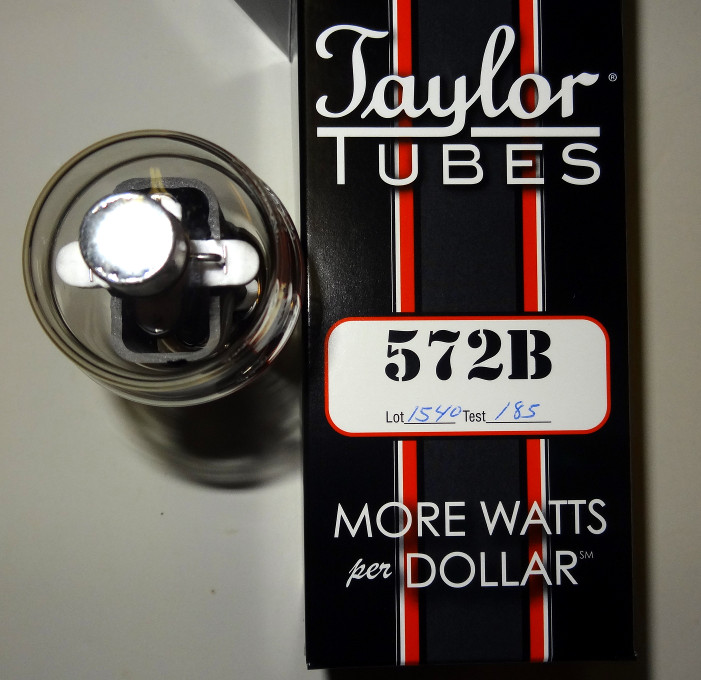 Taylor®
TUBES
572B
Lot 1540 Test 185
MORE WATTS
per DOLLAR℠